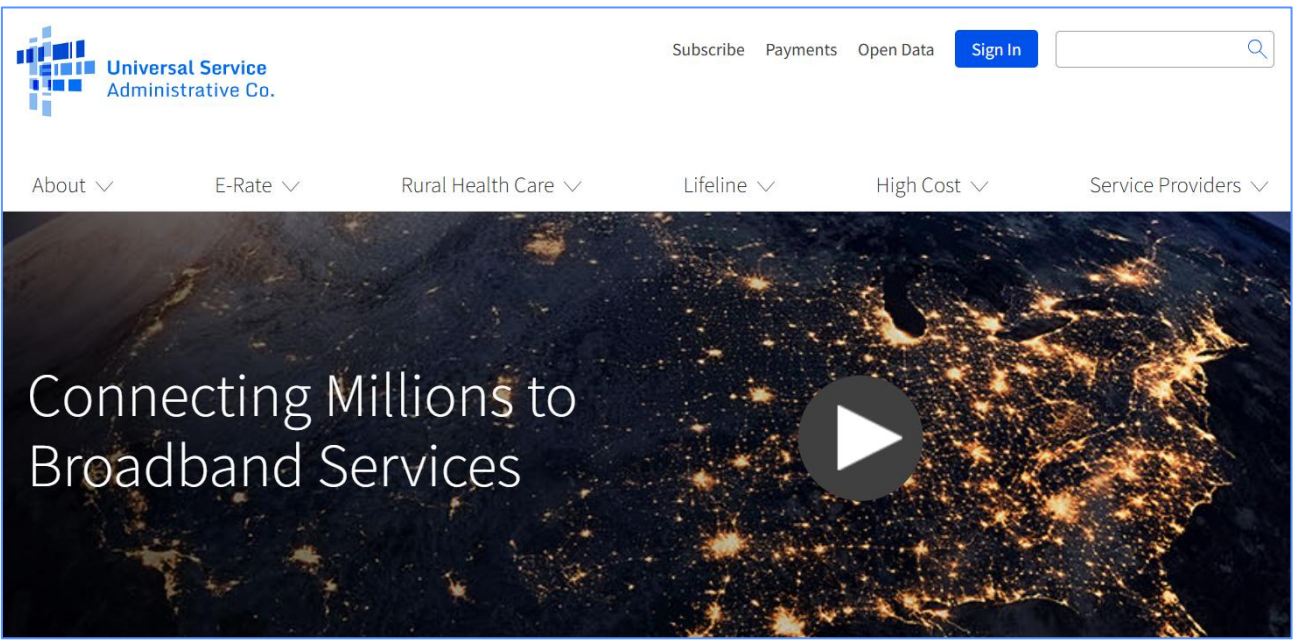 Universal Service
Administrative Co.
Subscribe Payments Open Data Sign In
About E-Rate Rural Health Care Lifeline High Cost Service Providers
Connecting Millions to
Broadband Services